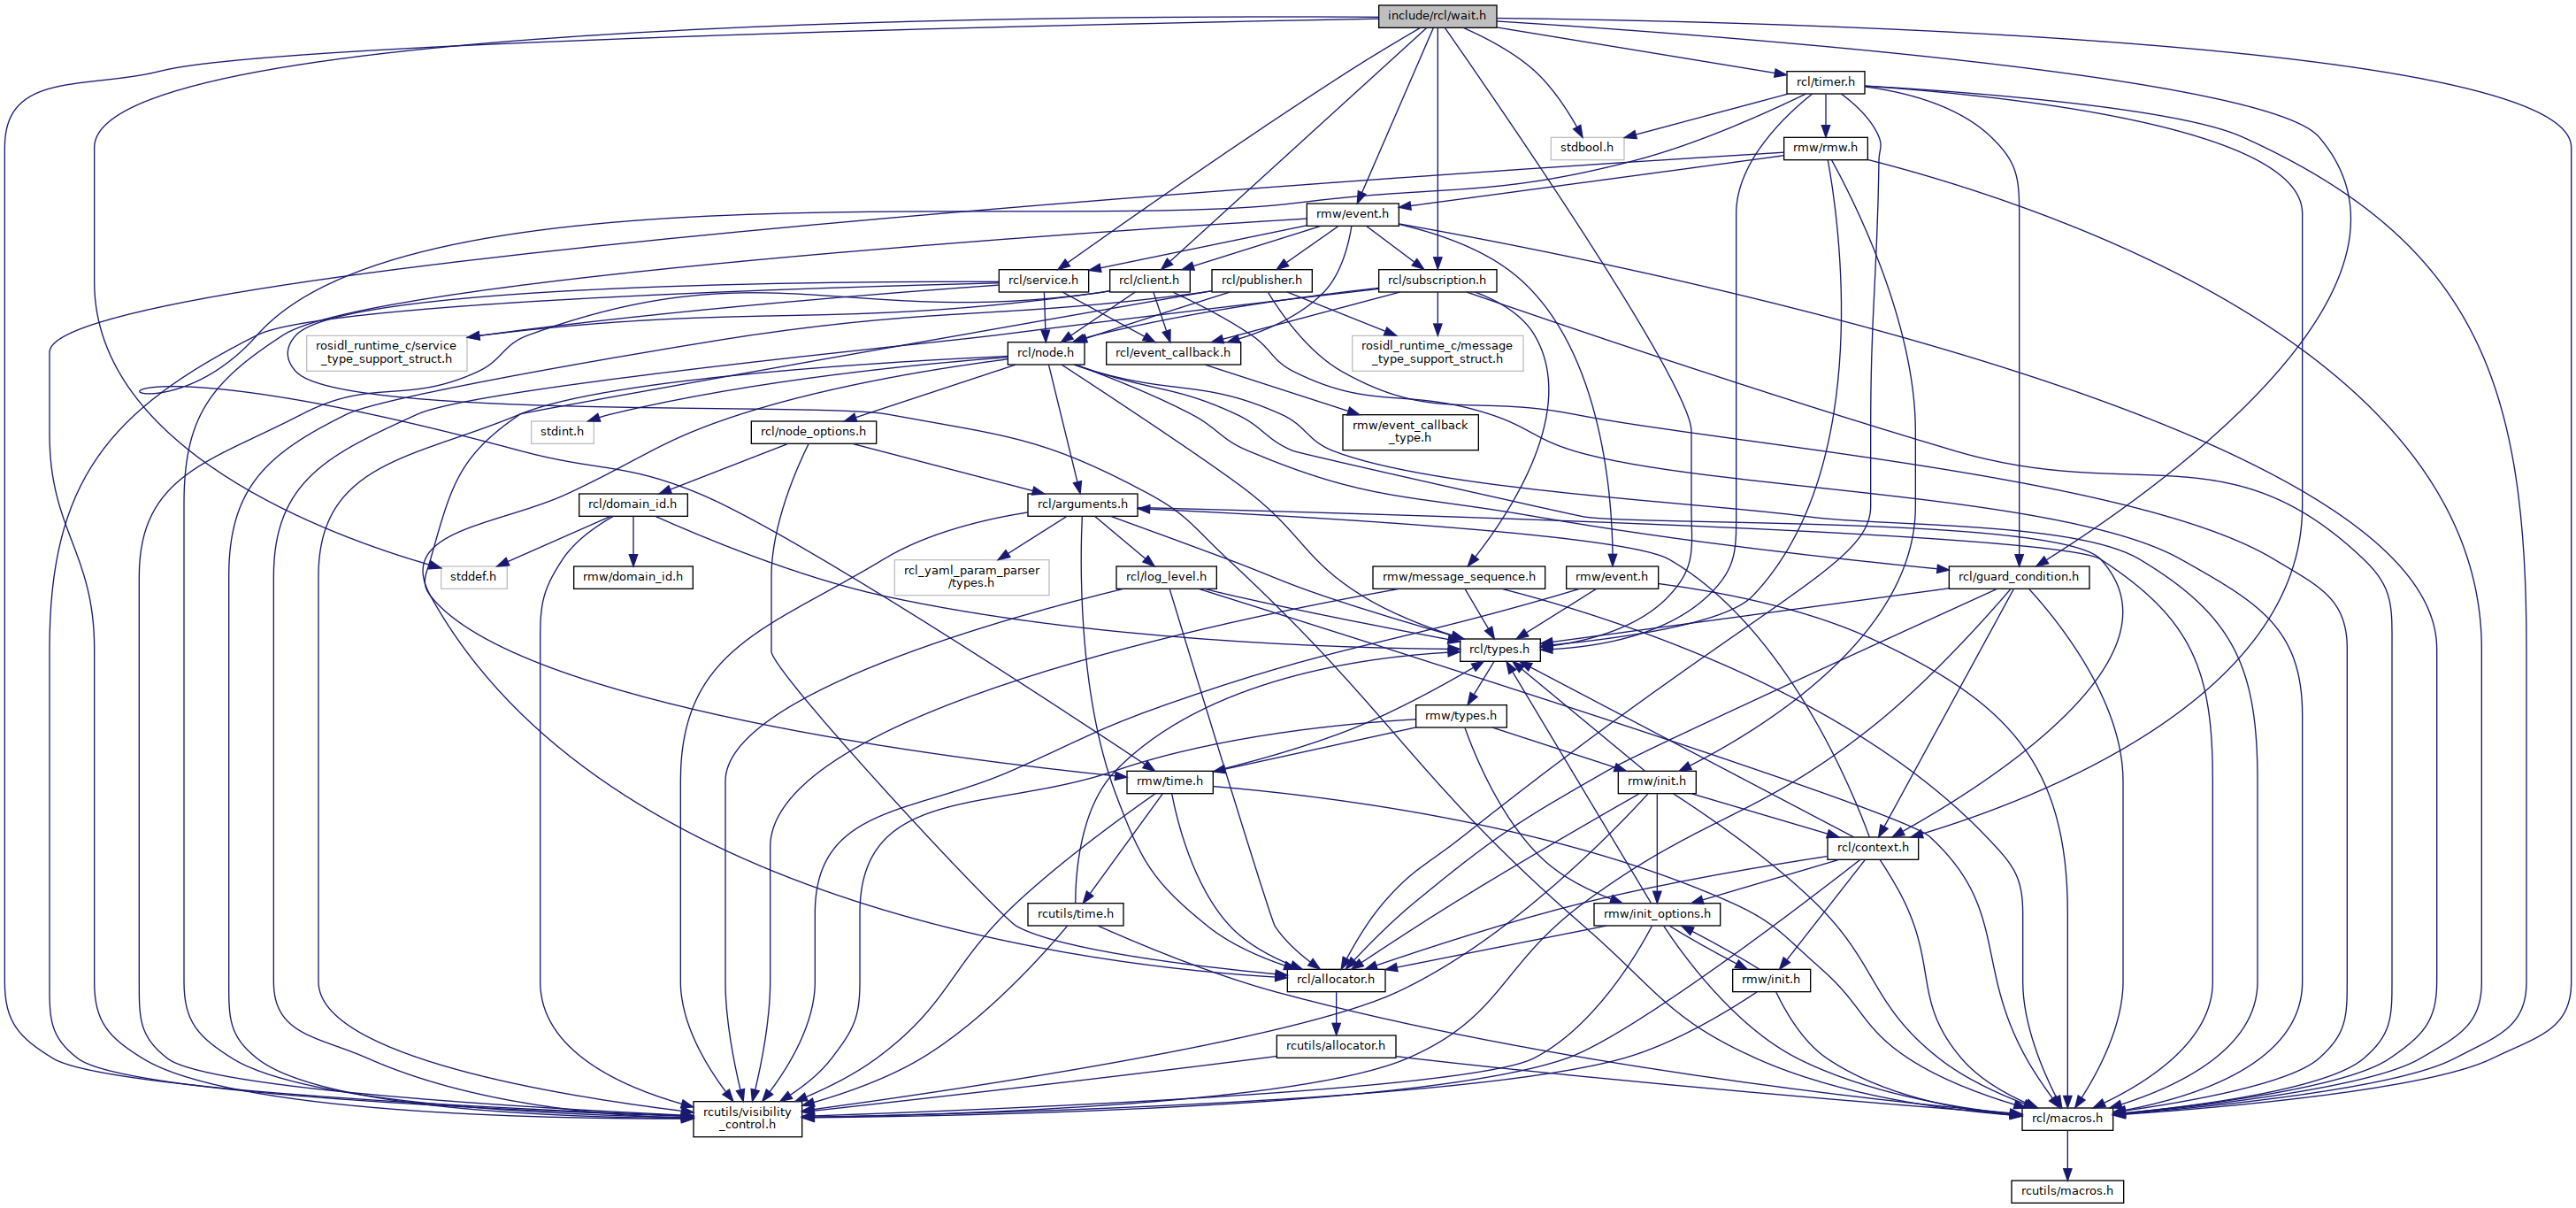 include/rcl/wait.h
rcl/timer.h
stdbool.h
rmw/rmw.h
rmw/event.h
rcl/service.h
rcl/client.h
rcl/publisher.h
rcl/subscription.h
rosidl_runtime_c/service
_type_support_struct.h
rcl/node.h
rcl/event_callback.h
rosidl_runtime_c/message
_type_support_struct.h
stdint.h
rcl/node_options.h
rmw/event_callback
_type.h
rcl/domain_id.h
rcl/arguments.h
stddef.h
rmw/domain_id.h
rcl_yaml_param_parser
/types.h
rcl/log_level.h
rmw/message_sequence.h
rmw/event.h
rcl/guard_condition.h
rcl/types.h
rmw/types.h
rmw/time.h
rmw/init.h
rcl/context.h
rcutils/time.h
rmw/init_options.h
rcl/allocator.h
rmw/init.h
rcutils/allocator.h
rcutils/visibility
_control.h
rcl/macros.h
rcutils/macros.h